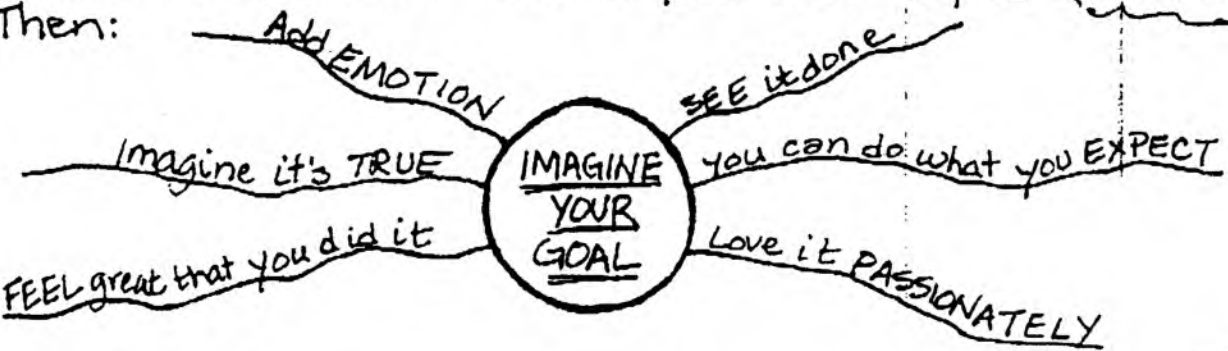 Then:
Add EMOTION
SEE it done
Imagine it's TRUE
you can do what you EXPECT
FEEL great that you did it
Love it PASSIONATELY
IMAGINE
YOUR
GOAL